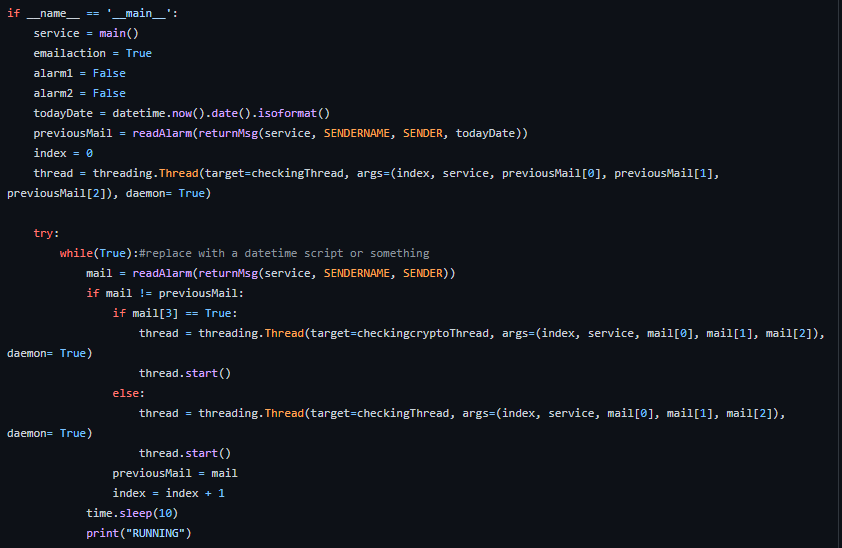 if __name__ == '__main__':
    service = main()
    emailaction = True
    alarm1 = False
    alarm2 = False
    todayDate = datetime.now().date().isoformat()
    previousMail = readAlarm(returnMsg(service, SENDERNAME, SENDER, todayDate))
    index = 0
    thread = threading.Thread(target=checkingThread, args=(index, service, previousMail[0], previousMail[1],
previousMail[2]), daemon= True)

    try:
        while(True):#replace with a datetime script or something
            mail = readAlarm(returnMsg(service, SENDERNAME, SENDER))
            if mail != previousMail:
                if mail[3] == True:
                    thread = threading.Thread(target=checkingcryptoThread, args=(index, service, mail[0], mail[1], mail[2]),
daemon= True)
                    thread.start()
                else:
                    thread = threading.Thread(target=checkingThread, args=(index, service, mail[0], mail[1], mail[2]),
daemon= True)
                    thread.start()
                previousMail = mail
                index = index + 1
            time.sleep(10)
            print("RUNNING")